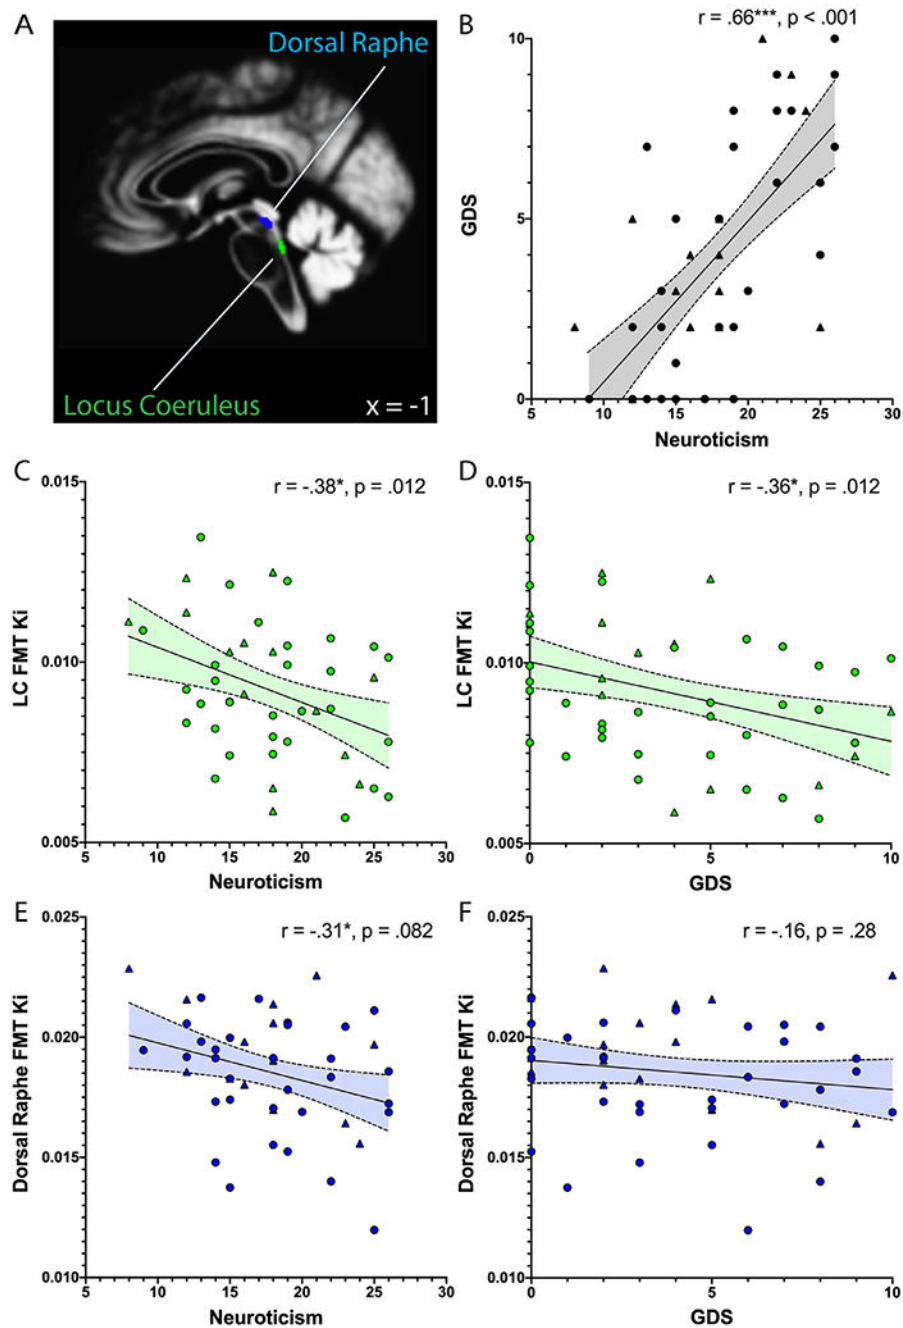 A
Dorsal Raphe
Locus Coeruleus
x = -1
B
r = .66***, p < .001
10
5
0
GDS
5 10 15 20 25 30
Neuroticism
C
r = -.38*, p = .012
0.015
0.010
0.005
LC FMT Ki
5 10 15 20 25 30
Neuroticism
D
r = -.36*, p = .012
0.015
0.010
0.005
LC FMT Ki
0 5 10
GDS
E
r = -.31*, p = .082
0.025
0.020
0.015
0.010
Dorsal Raphe FMT Ki
5 10 15 20 25 30
Neuroticism
F
r = -.16, p = .28
0.025
0.020
0.015
0.010
Dorsal Raphe FMT Ki
0 5 10
GDS